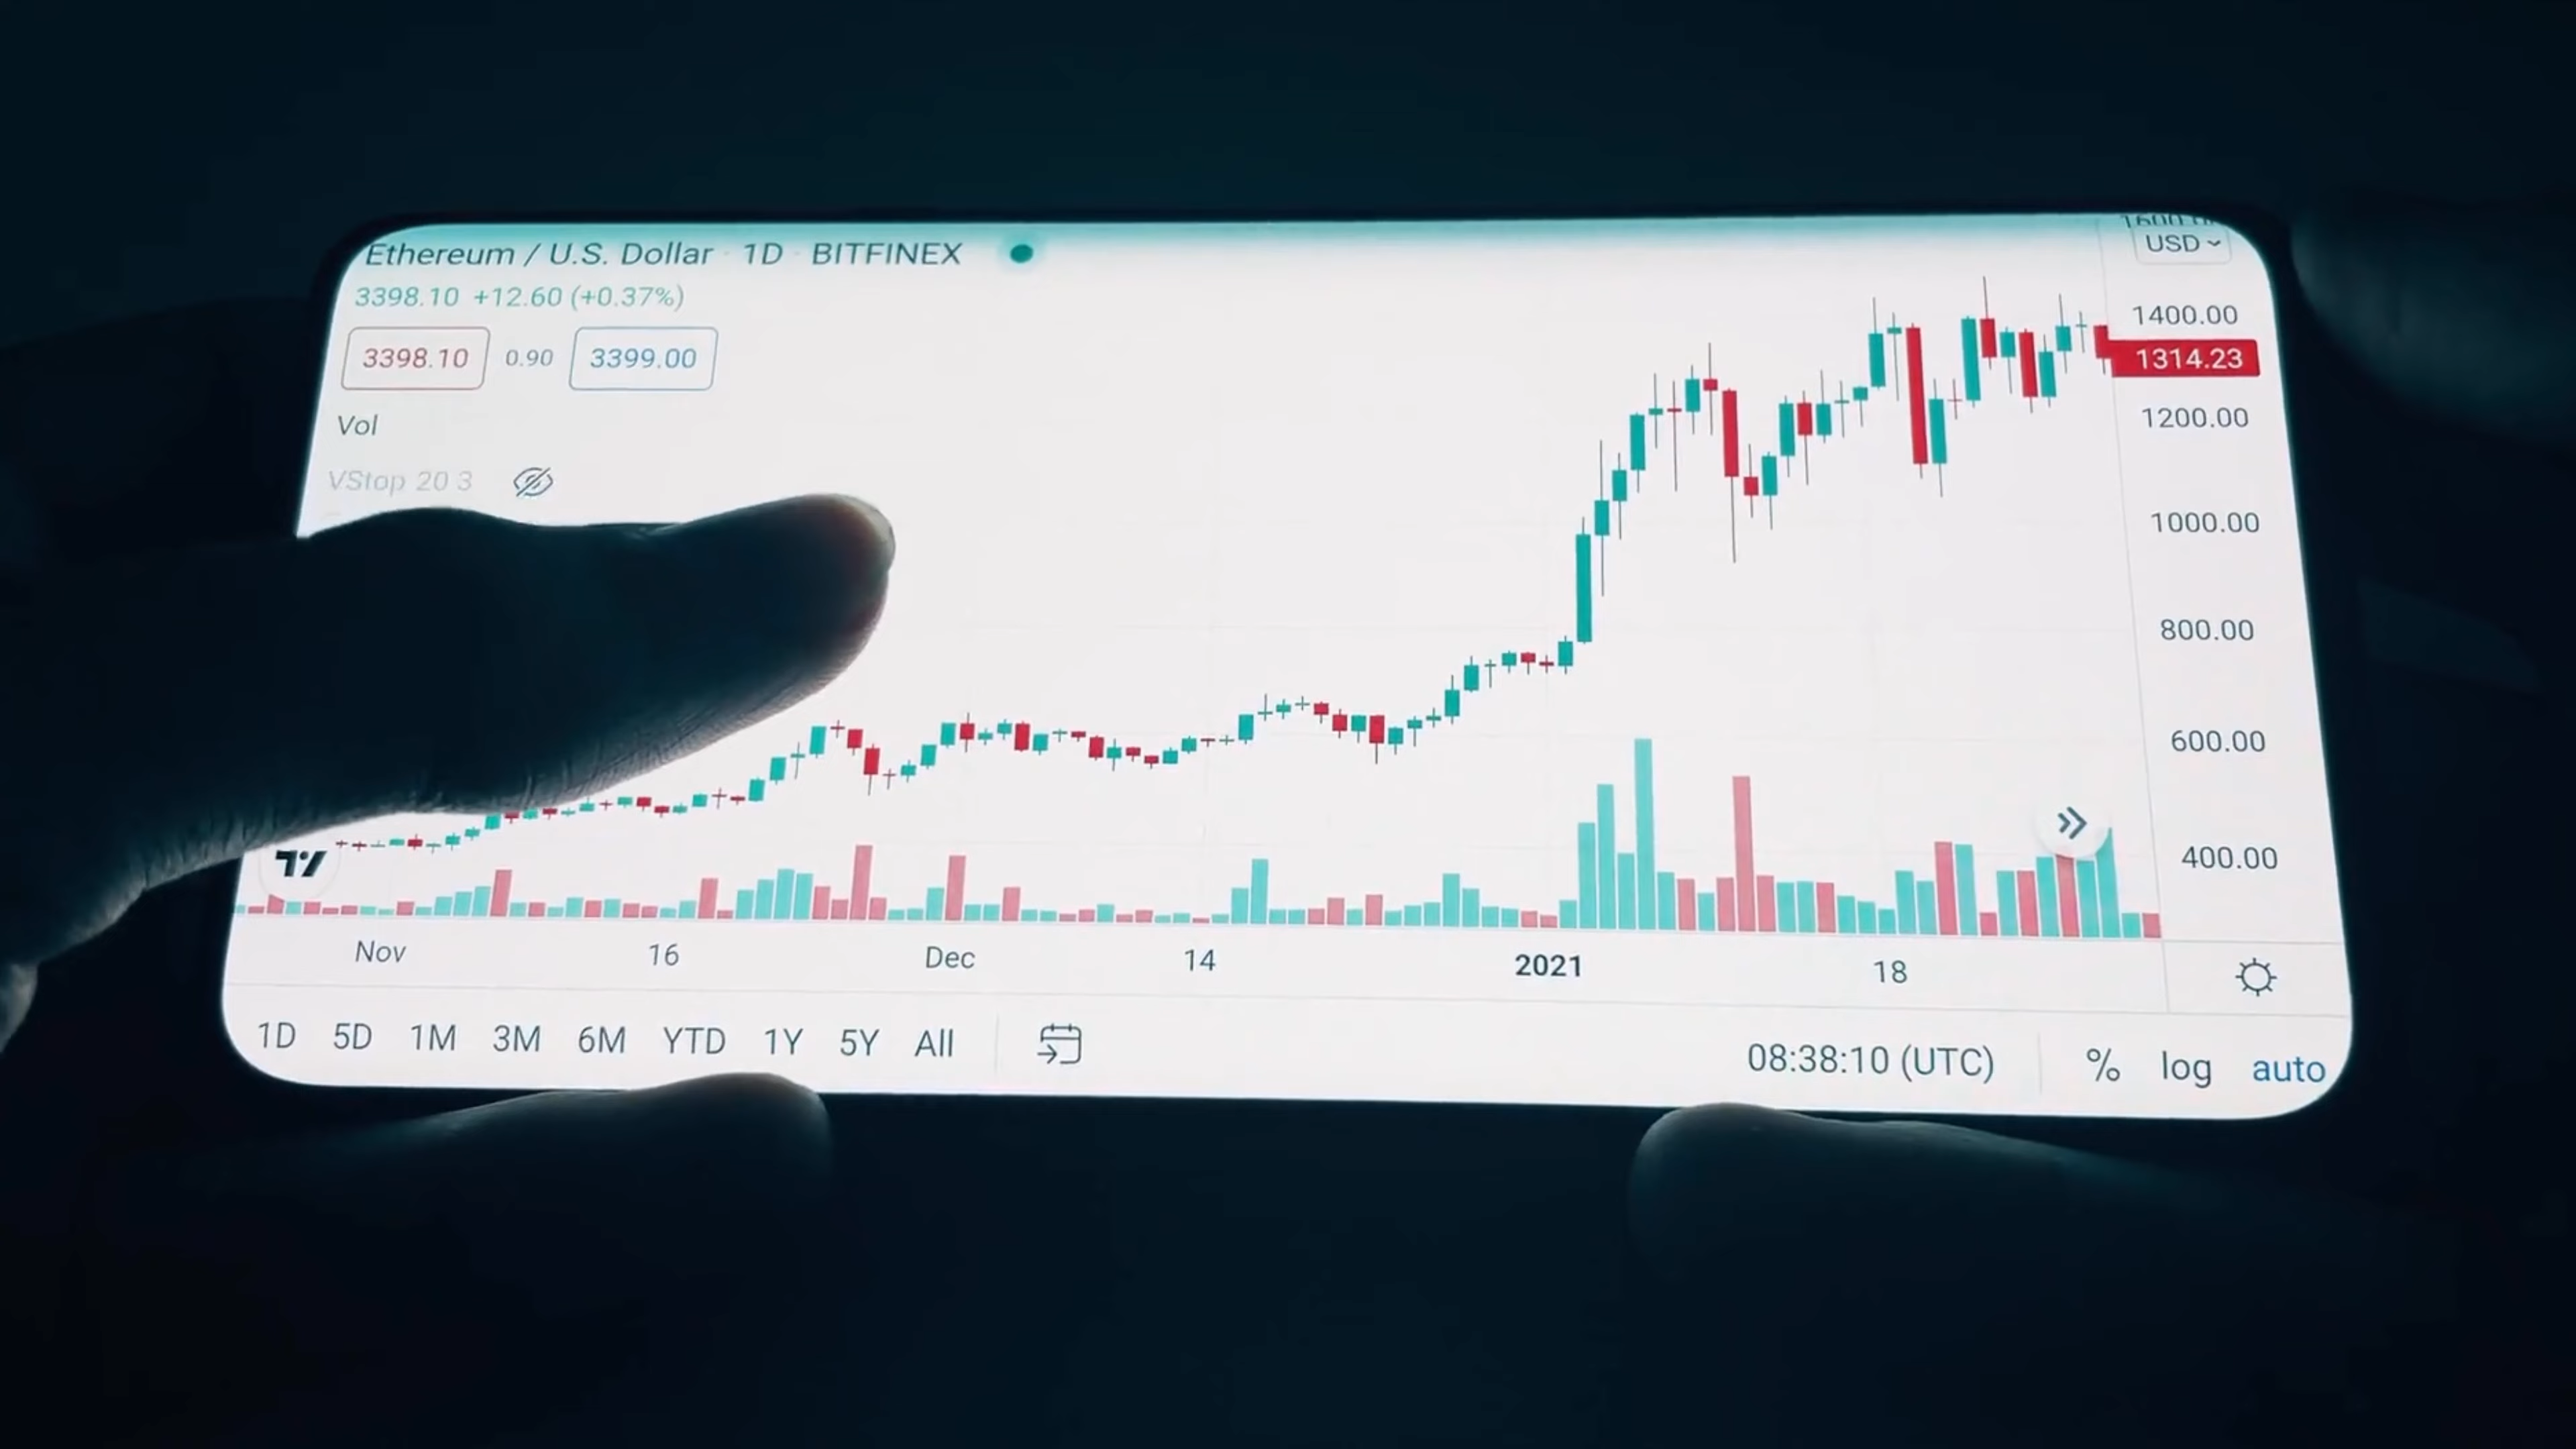 Ethereum / U.S. Dollar · 1D · BITFINEX
USD
3398.10 +12.60 (+0.37%)
3398.10 0.90 3399.00
Vol
VStop 20 3
1400.00
1314.23
1200.00
1000.00
800.00
600.00
400.00
Nov 16 Dec 14 2021 18
1D 5D 1M 3M 6M YTD 1Y 5Y All
08:38:10 (UTC) % log auto